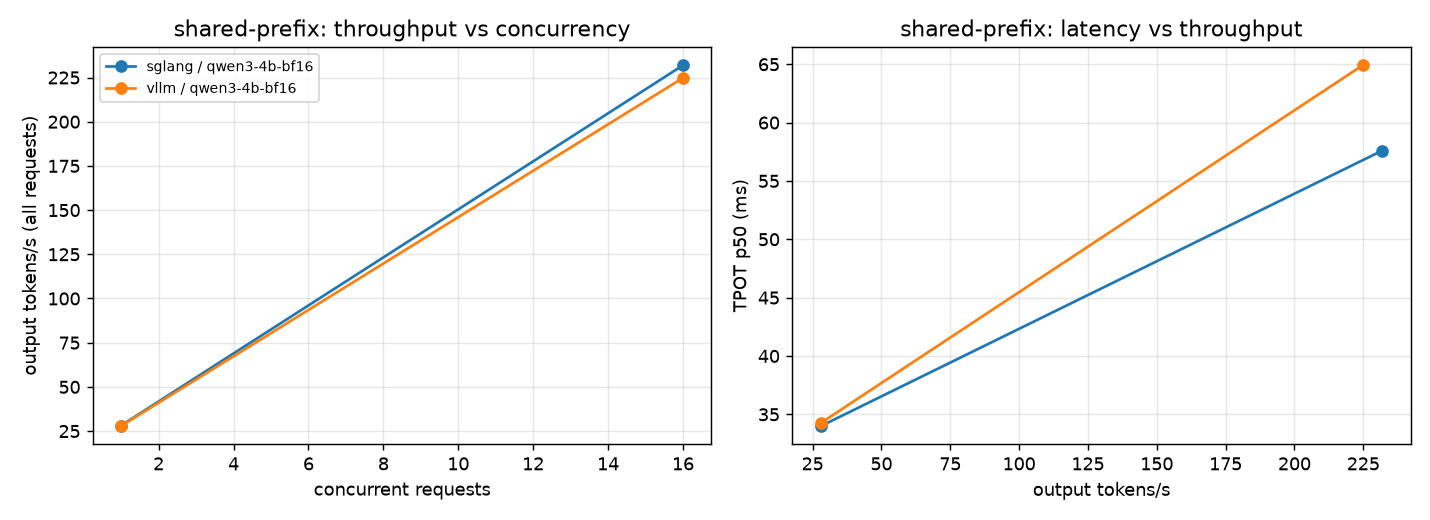 shared-prefix: throughput vs concurrency
sglang / qwen3-4b-bf16
vllm / qwen3-4b-bf16
output tokens/s (all requests)
225
200
175
150
125
100
75
50
25
2 4 6 8 10 12 14 16
concurrent requests
shared-prefix: latency vs throughput
TPOT p50 (ms)
65
60
55
50
45
40
35
25 50 75 100 125 150 175 200 225
output tokens/s